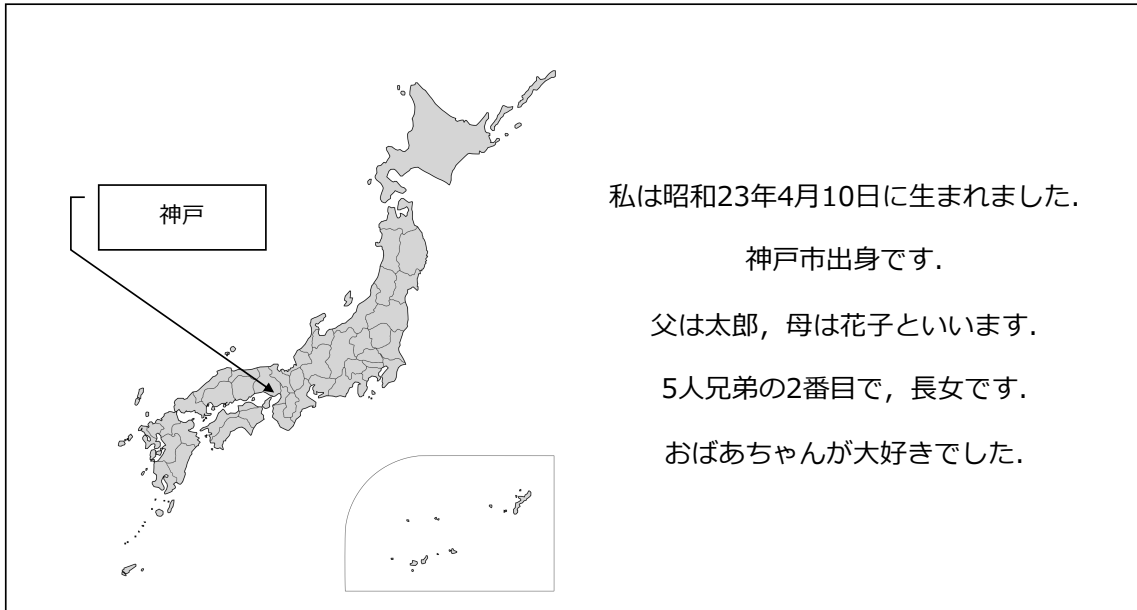 神戸
私は昭和23年4月10日に生まれました．
神戸市出身です．
父は太郎，母は花子といいます．
5人兄弟の2番目で，長女です．
おばあちゃんが大好きでした．